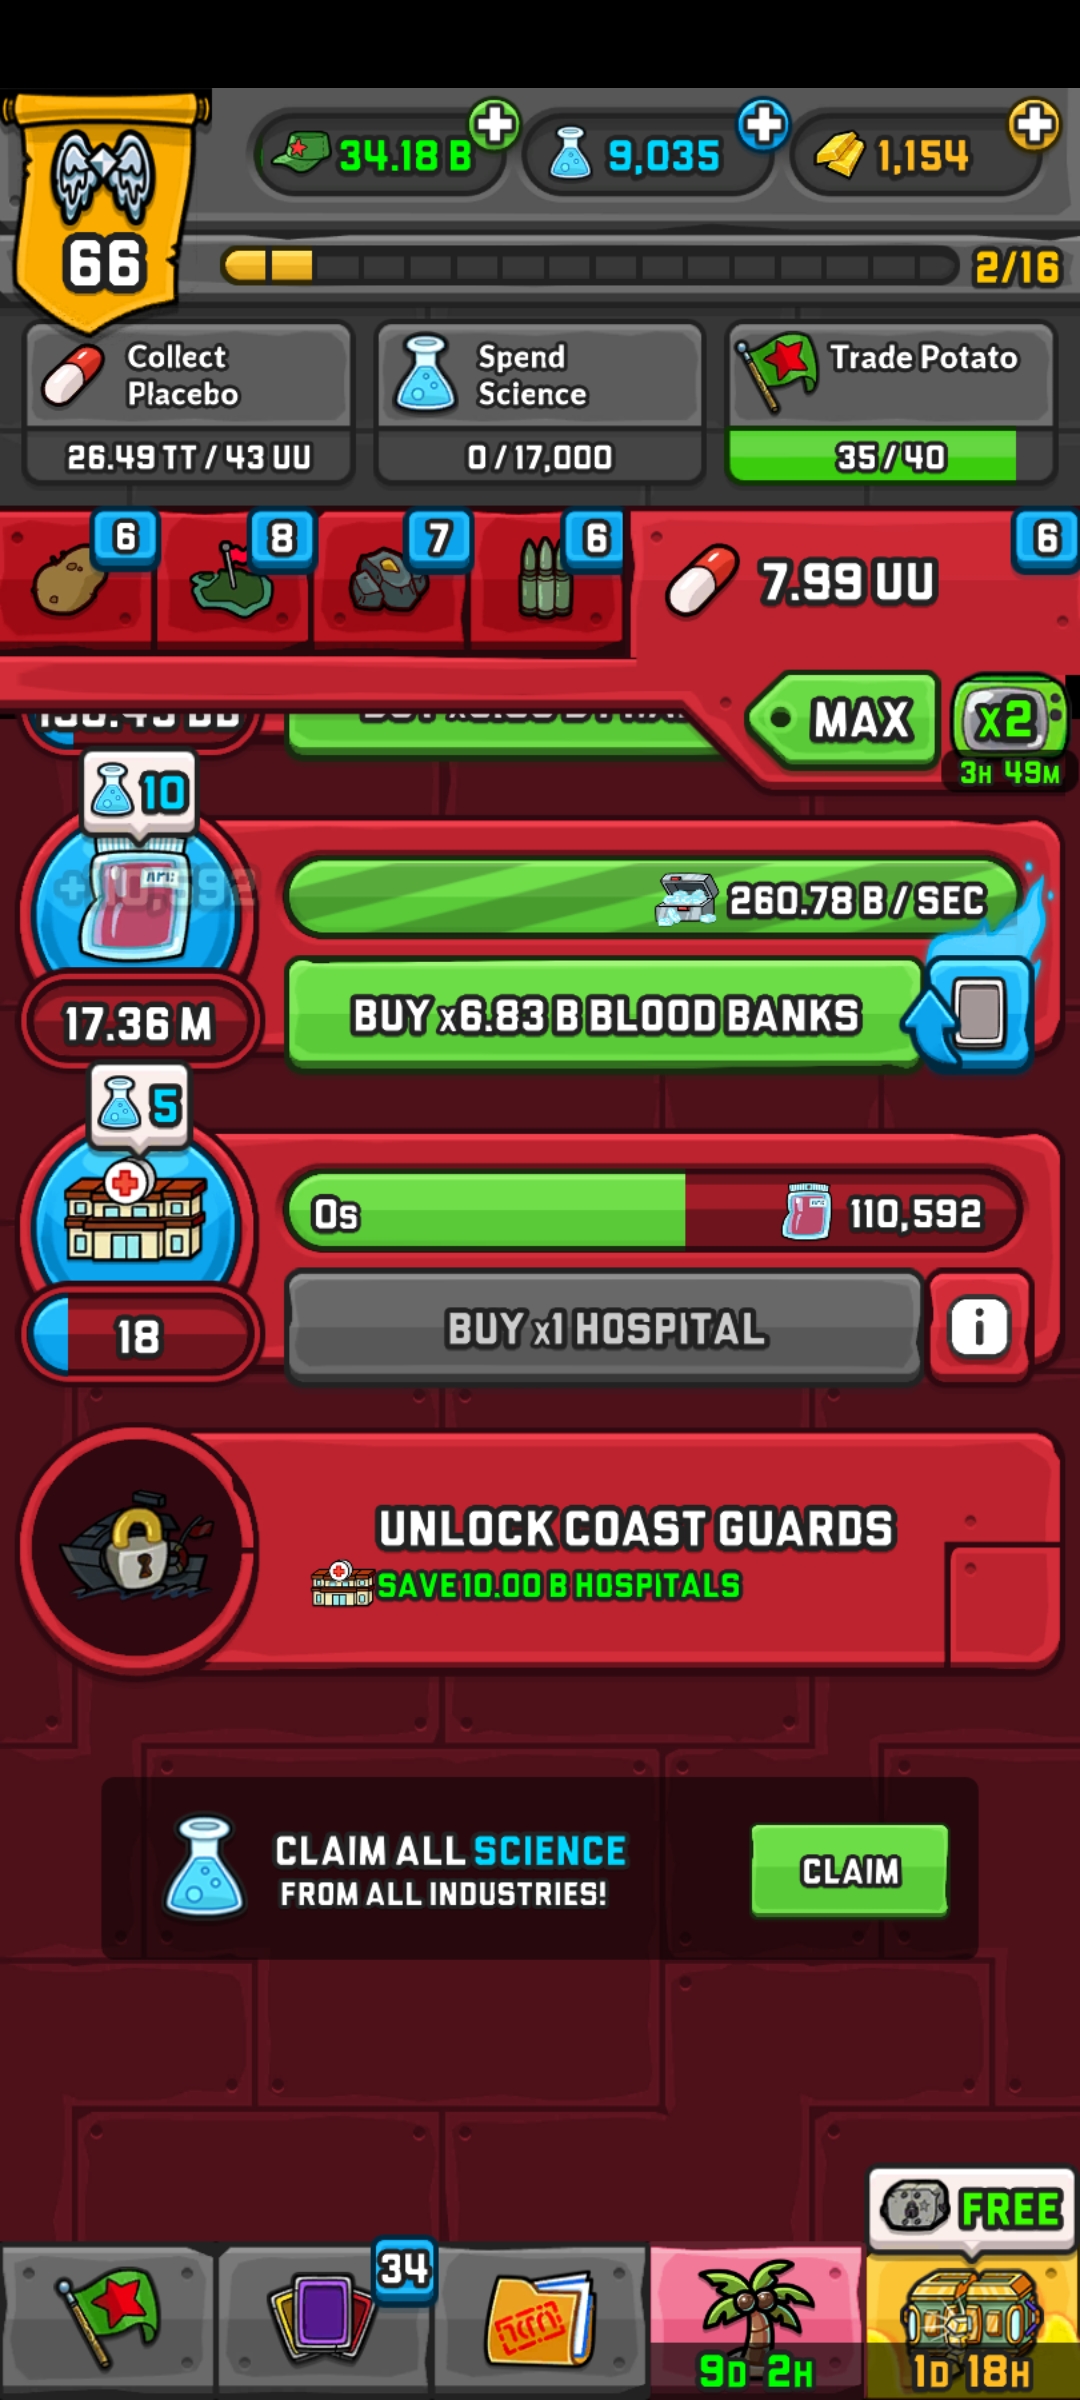 34.18 B
9,035
1,154
66
2/16
Collect
Placebo
Spend
Science
Trade Potato
26.49 TT / 43 UU
0 / 17,000
35 / 40
6
8
7
6
6
7.99 UU
MAX
x2
3H 49M
10
260.78 B / SEC
17.36 M
BUY x6.83 B BLOOD BANKS
5
0s
110,592
18
BUY x1 HOSPITAL
i
UNLOCK COAST GUARDS
SAVE 10.00 B HOSPITALS
CLAIM ALL SCIENCE
FROM ALL INDUSTRIES!
CLAIM
FREE
34
9D 2H
1D 18H